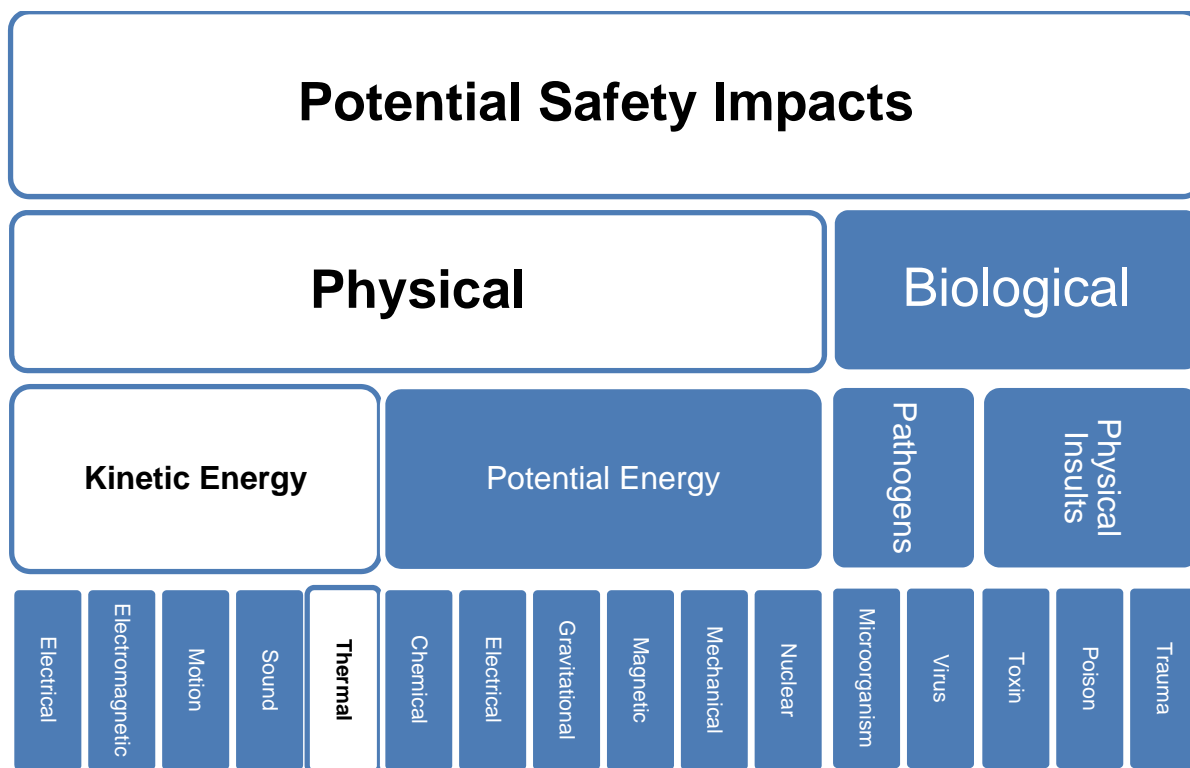 Potential Safety Impacts
Physical
Biological
Kinetic Energy
Potential Energy
Pathogens
Physical
Insults
Electrical
Electromagnetic
Motion
Sound
Thermal
Chemical
Electrical
Gravitational
Magnetic
Mechanical
Nuclear
Microorganism
Virus
Toxin
Poison
Trauma